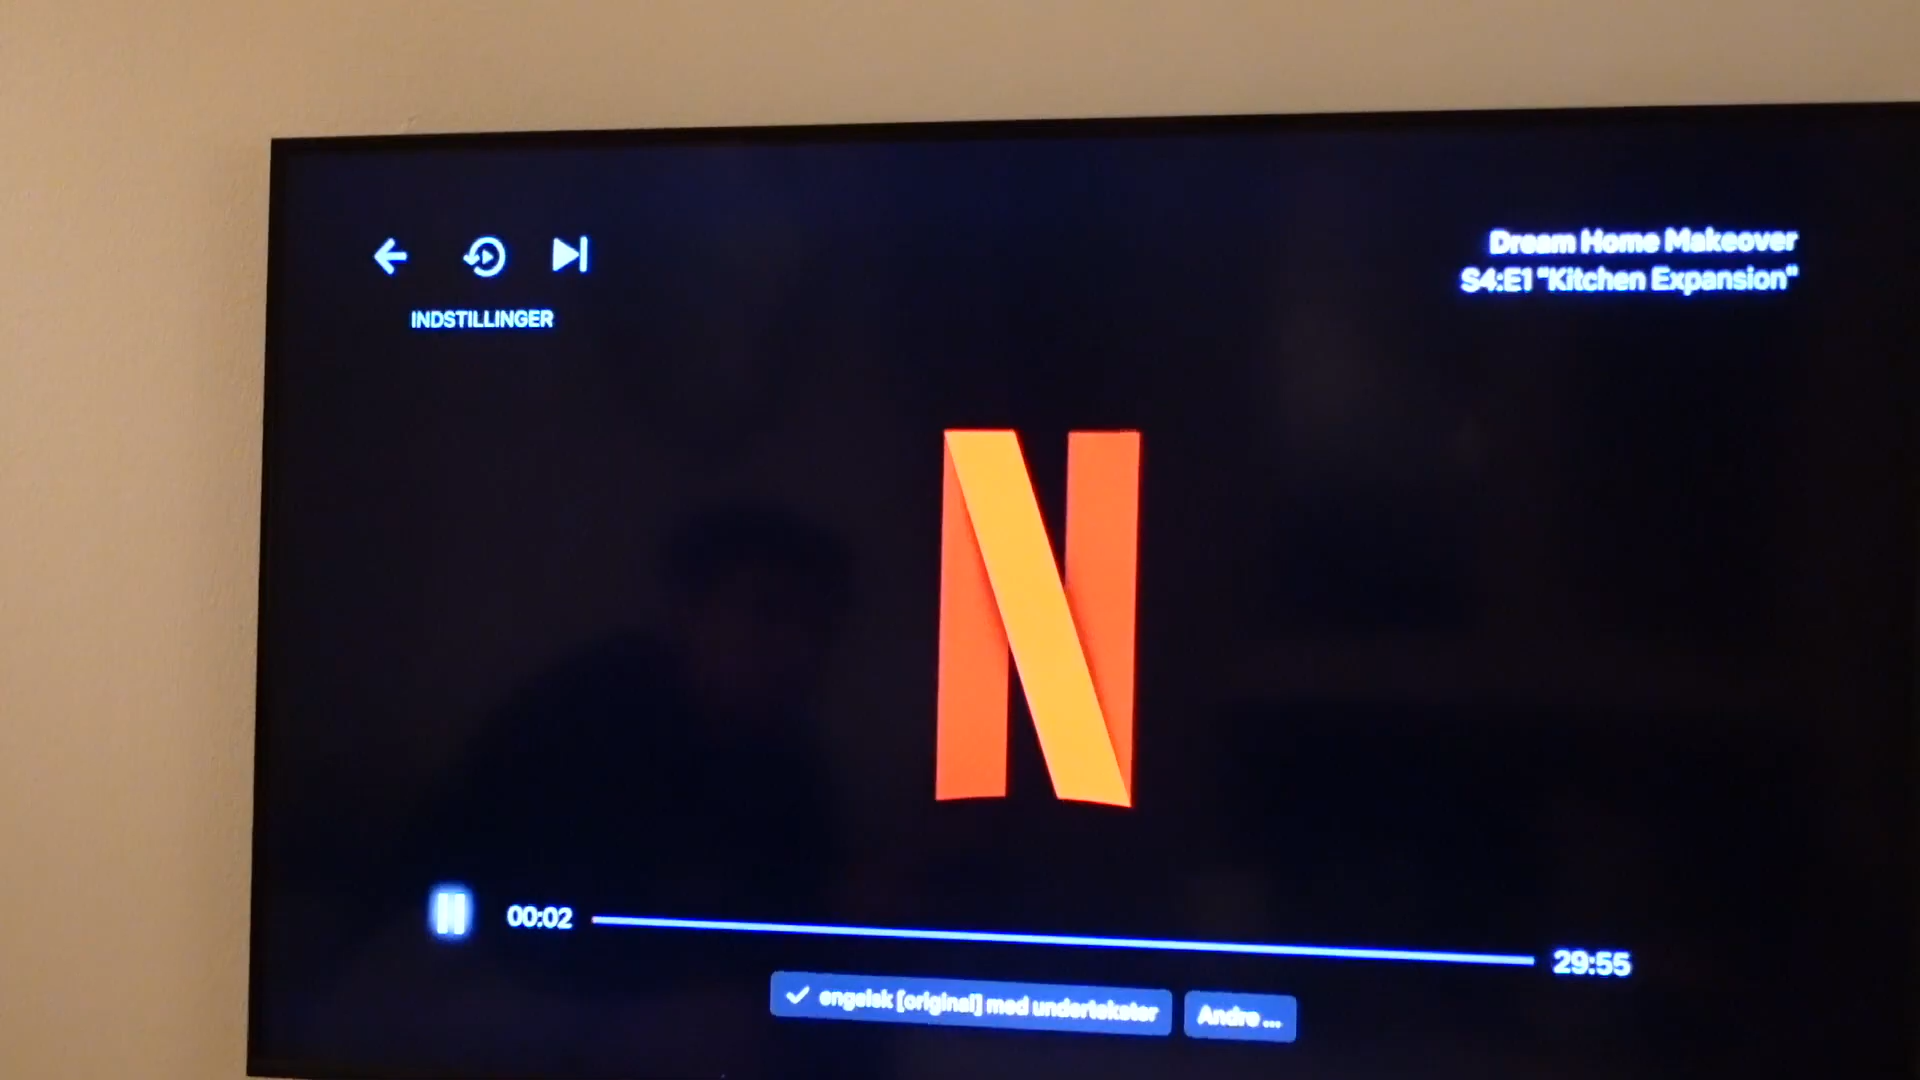 Dream Home Makeover
S4:E1 "Kitchen Expansion"
INDSTILLINGER
N
00:02
29:55
engelsk [original] med undertekster
Andre ...